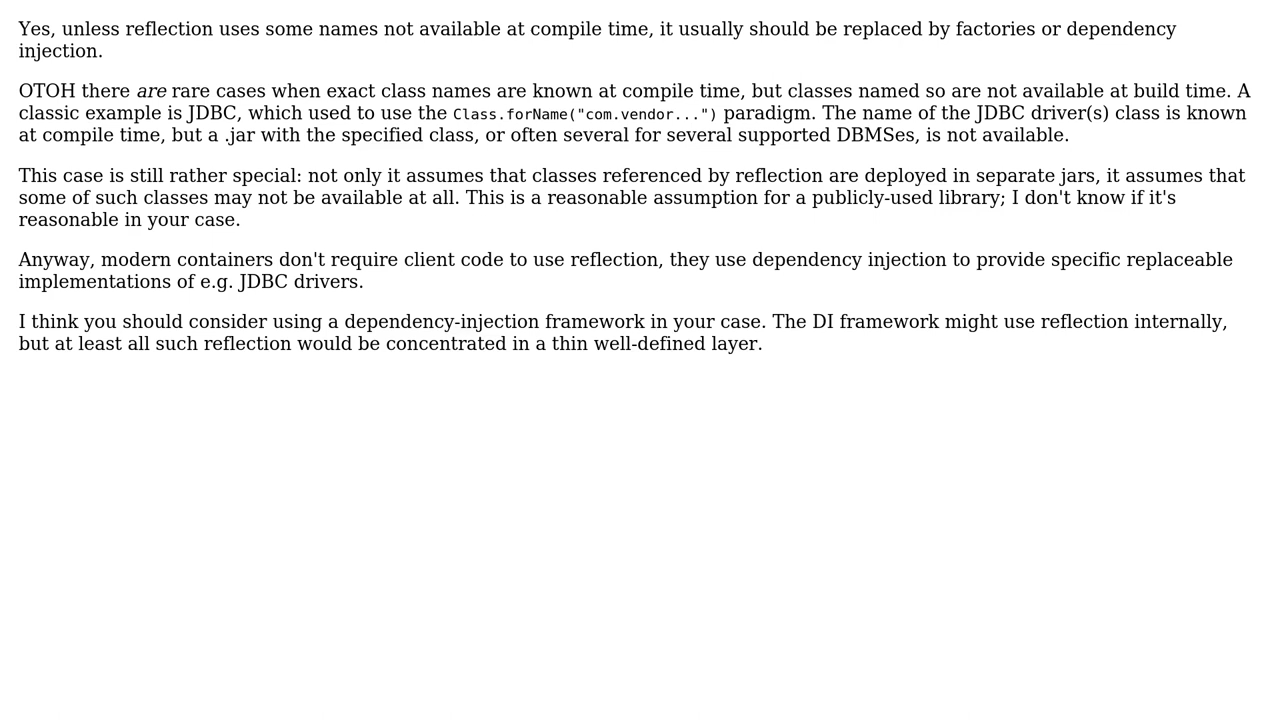 Yes, unless reflection uses some names not available at compile time, it usually should be replaced by factories or dependency
injection.
OTOH there are rare cases when exact class names are known at compile time, but classes named so are not available at build time. A
classic example is JDBC, which used to use the Class.forName("com.vendor...") paradigm. The name of the JDBC driver(s) class is known
at compile time, but a .jar with the specified class, or often several for several supported DBMSes, is not available.
This case is still rather special: not only it assumes that classes referenced by reflection are deployed in separate jars, it assumes that
some of such classes may not be available at all. This is a reasonable assumption for a publicly-used library; I don't know if it's
reasonable in your case.
Anyway, modern containers don't require client code to use reflection, they use dependency injection to provide specific replaceable
implementations of e.g. JDBC drivers.
I think you should consider using a dependency-injection framework in your case. The DI framework might use reflection internally,
but at least all such reflection would be concentrated in a thin well-defined layer.